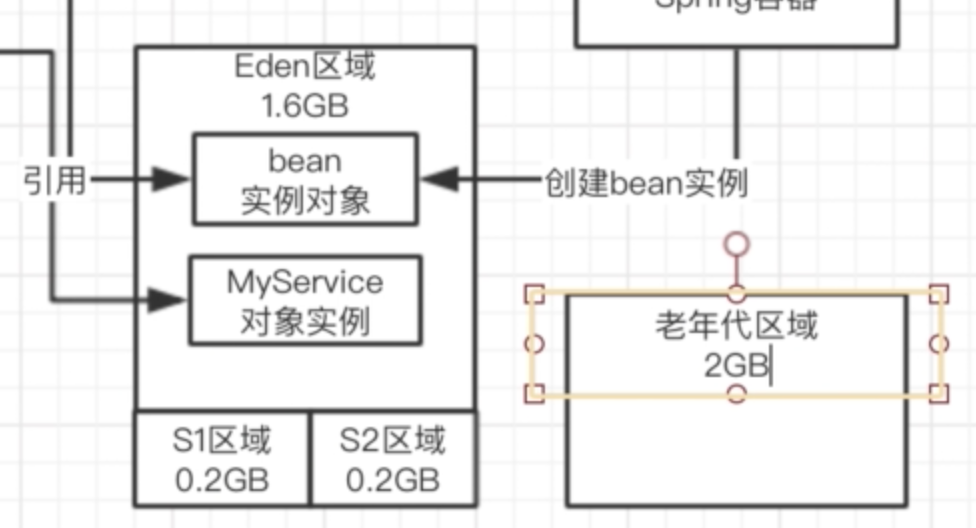 Spring容器
Eden区域
1.6GB
bean
实例对象
引用
创建bean实例
MyService
对象实例
老年代区域
2GB
S1区域
0.2GB
S2区域
0.2GB